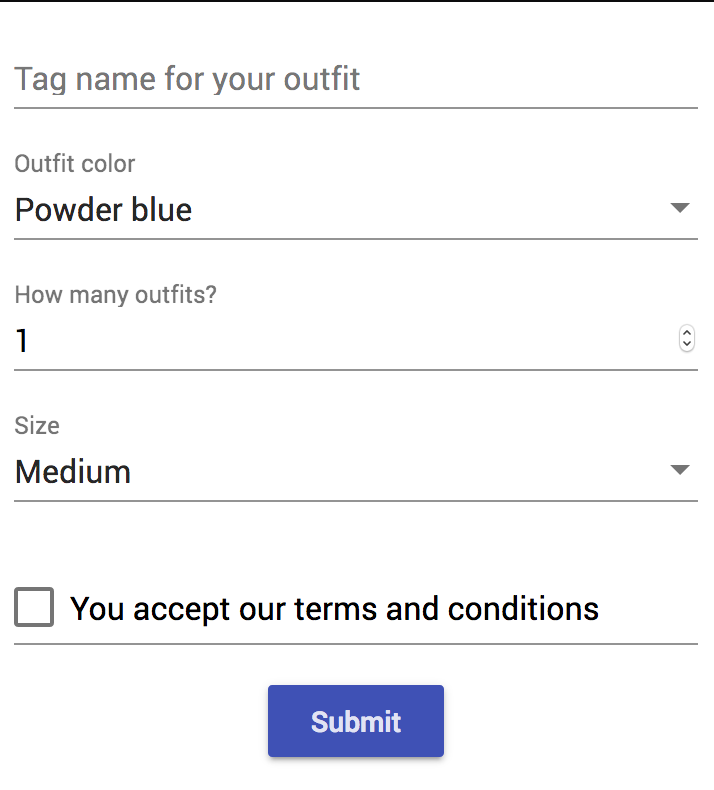 Tag name for your outfit
Outfit color
Powder blue
How many outfits?
1
Size
Medium
You accept our terms and conditions
Submit